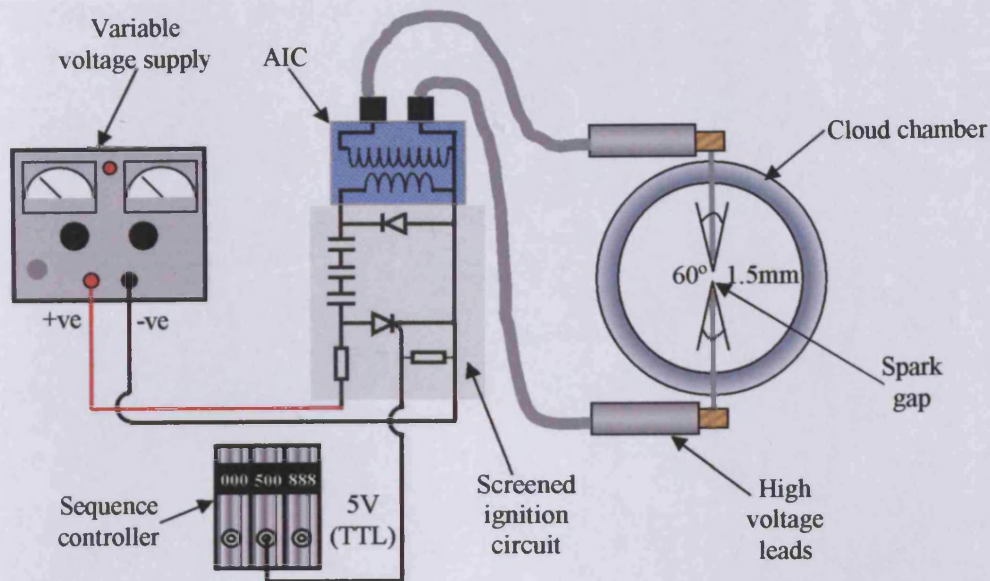 Variable
voltage supply
AIC
Cloud chamber
60° 1.5mm
+ve
-ve
Spark
gap
000 500 888
Sequence
controller
5V
(TTL)
Screened
ignition
circuit
High
voltage
leads